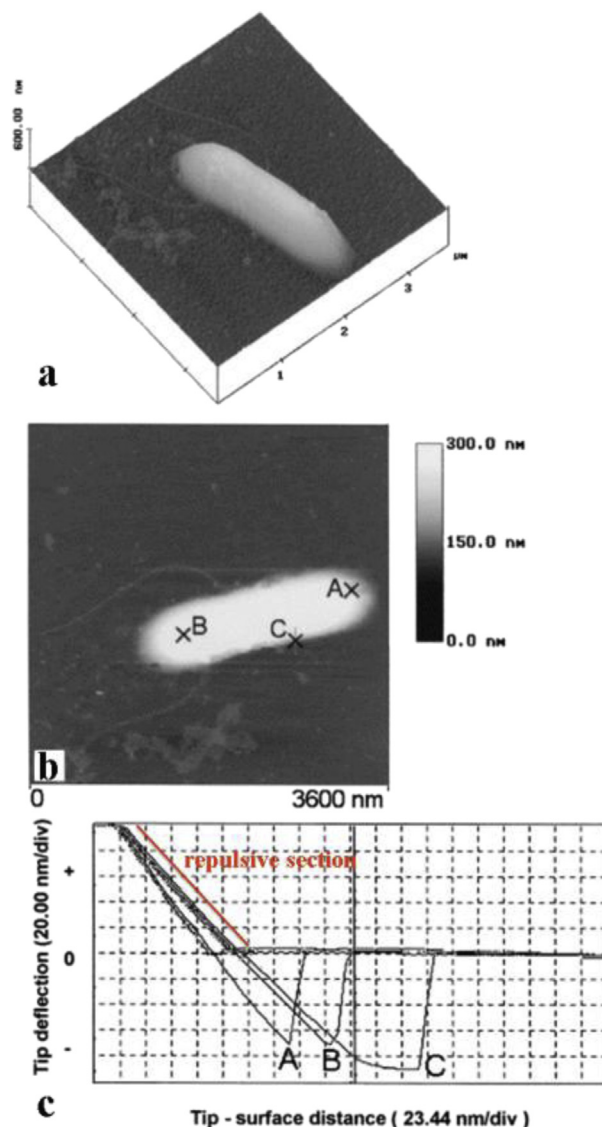 600.00 nM
3
µM
2
1
a
300.0 nM
A
B
150.0 nM
C
0.0 nM
b
0
3600 nm
Tip deflection (20.00 nm/div)
+
repulsive section
0
-
A
B
C
c
Tip - surface distance ( 23.44 nm/div )